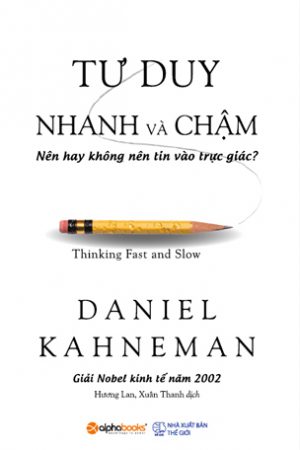 TƯ DUY
NHANH VÀ CHẬM
Nên hay không nên tin vào trực giác?
Thinking Fast and Slow
DANIEL
KAHNEMAN
Giải Nobel kinh tế năm 2002
Hương Lan, Xuân Thanh dịch
alphabooks
NHÀ XUẤT BẢN
THẾ GIỚI